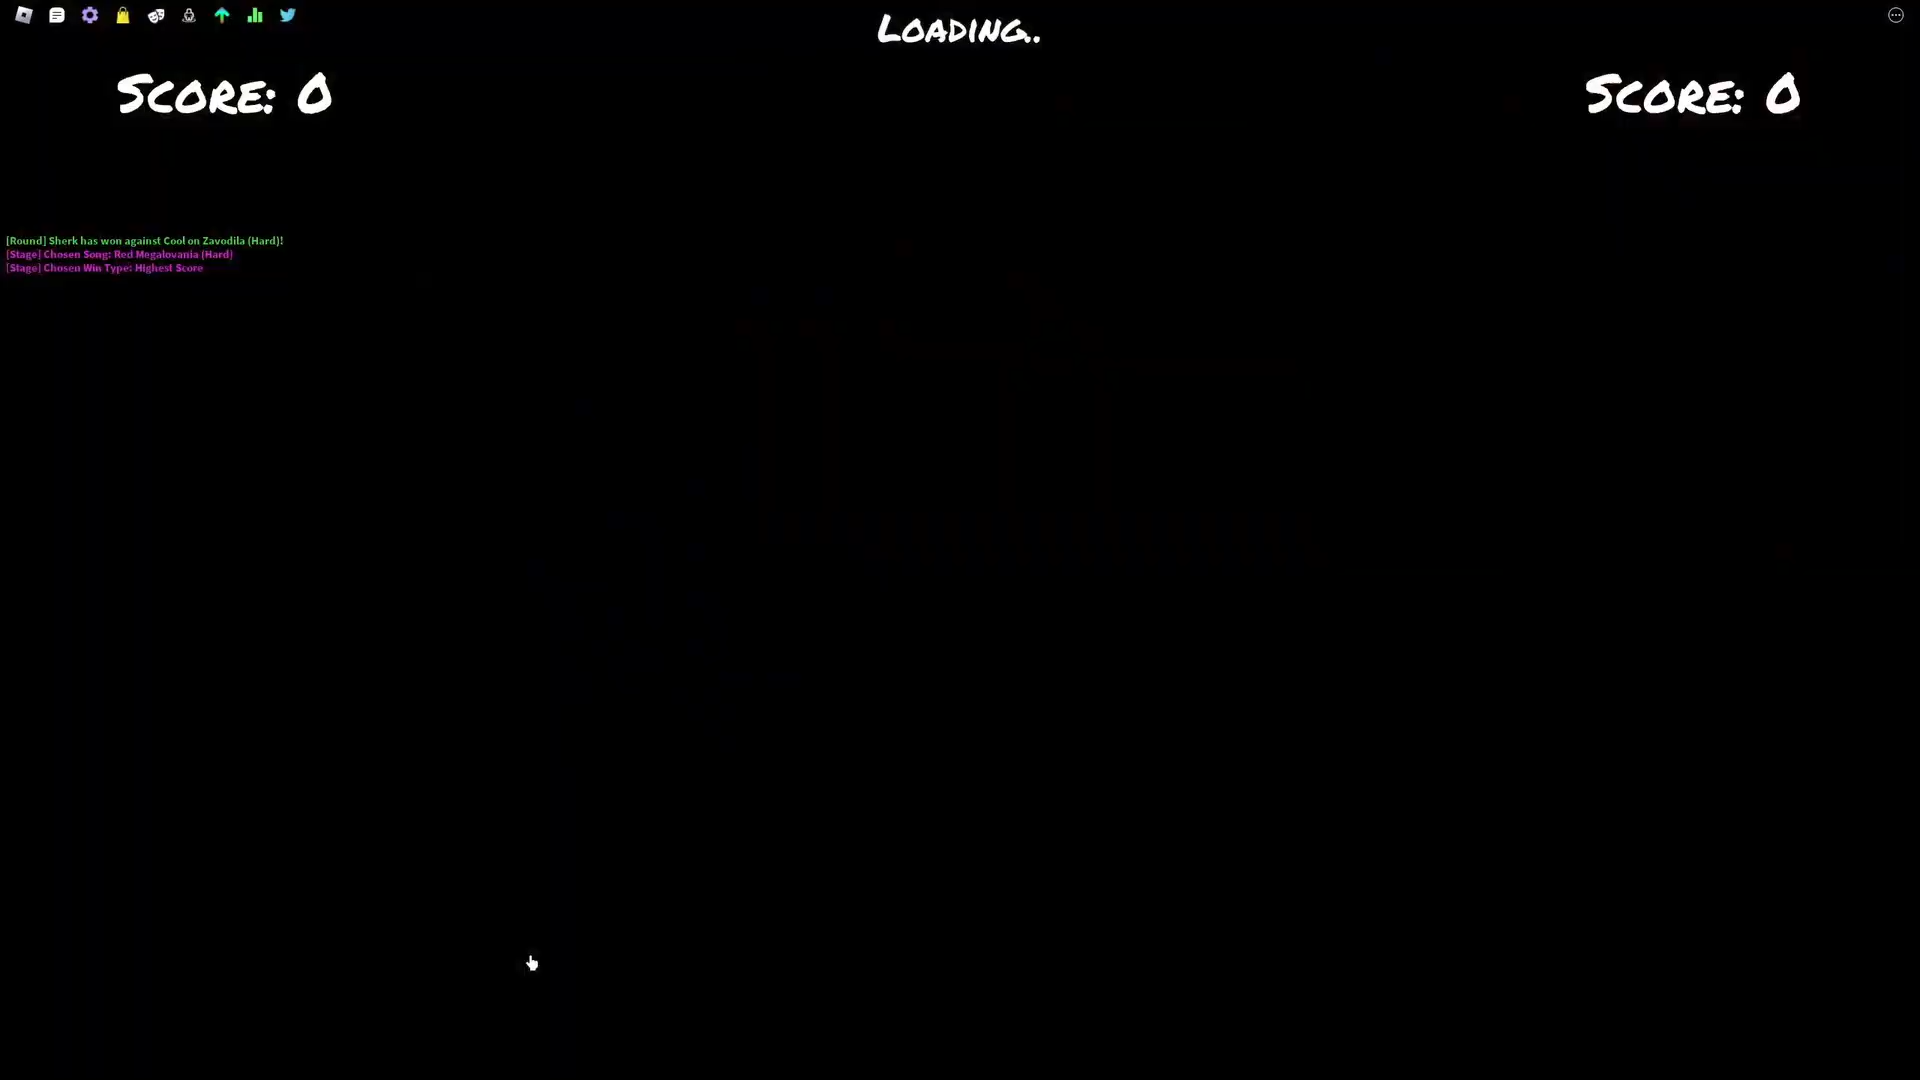 Loading..
Score: 0
Score: 0
[Round] Sherk has won against Cool on Zavodila (Hard)!
[Stage] Chosen Song: Red Megalovania (Hard)
[Stage] Chosen Win Type: Highest Score